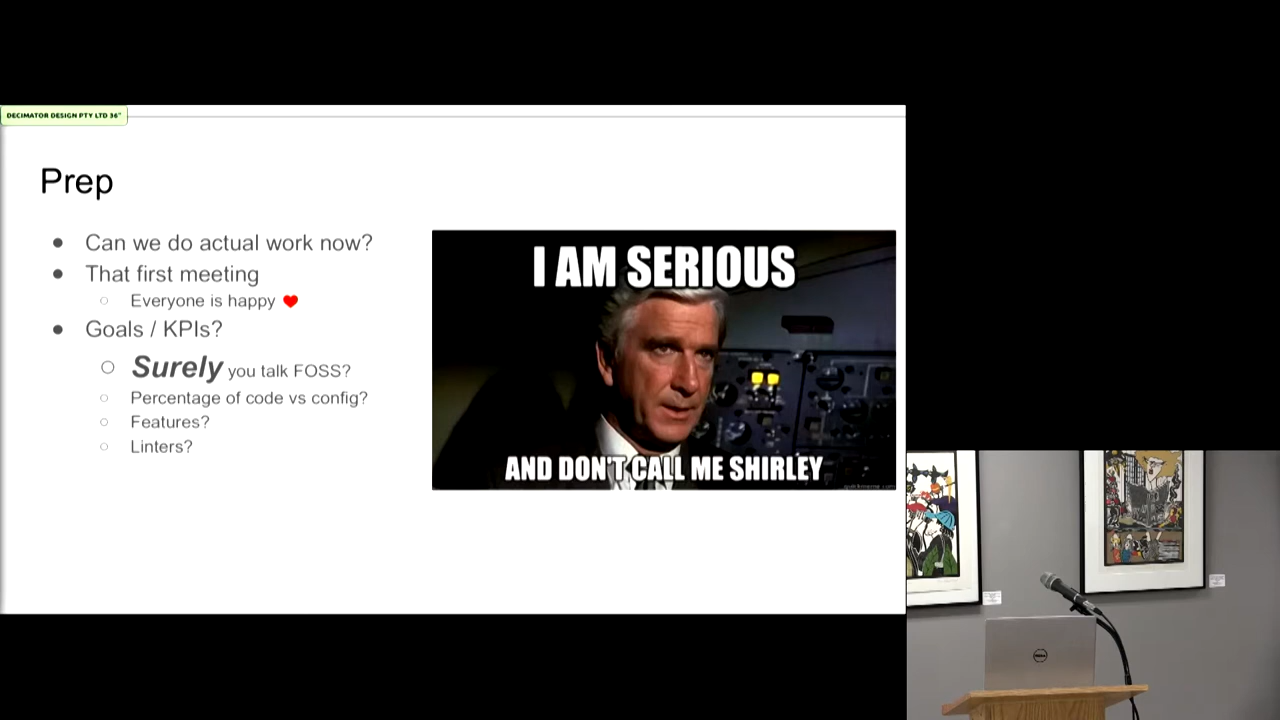 DECIMATOR DESIGN PTY LTD 36"
Prep
● Can we do actual work now?
● That first meeting
○ Everyone is happy ❤
● Goals / KPIs?
○ Surely you talk FOSS?
○ Percentage of code vs config?
○ Features?
○ Linters?
I AM SERIOUS
AND DON'T CALL ME SHIRLEY
DELL